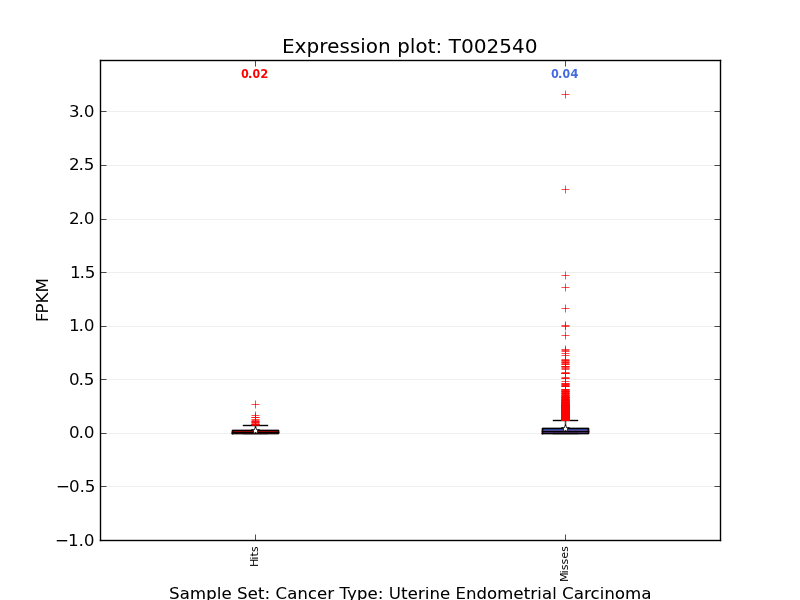 Expression plot: T002540
0.02
0.04
3.0
2.5
2.0
1.5
1.0
0.5
0.0
−0.5
−1.0
FPKM
Hits
Misses
Sample Set: Cancer Type: Uterine Endometrial Carcinoma